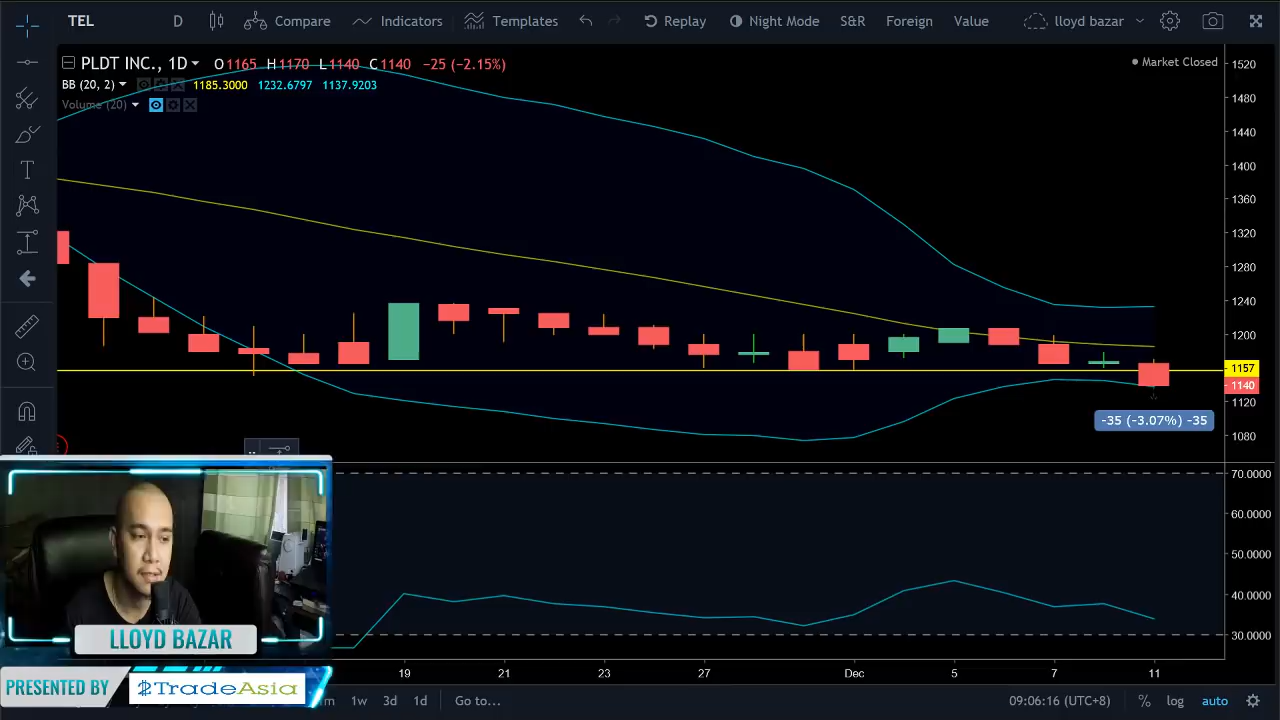 TEL D Compare Indicators Templates Replay Night Mode S&R Foreign Value lloyd bazar
PLDT INC., 1D O1165 H1170 L1140 C1140 −25 (−2.15%)
Market Closed
BB (20, 2) 1185.3000 1232.6797 1137.9203
Volume (20)
1520
1480
1440
1400
1360
1320
1280
1240
1200
1157
1140
1120
1080
-35 (-3.07%) -35
70.0000
60.0000
50.0000
40.0000
30.0000
LLOYD BAZAR
19 21 23 27 Dec 5 7 11
PRESENTED BY TradeAsia
1w 3d 1d Go to... 09:06:16 (UTC+8) % log auto